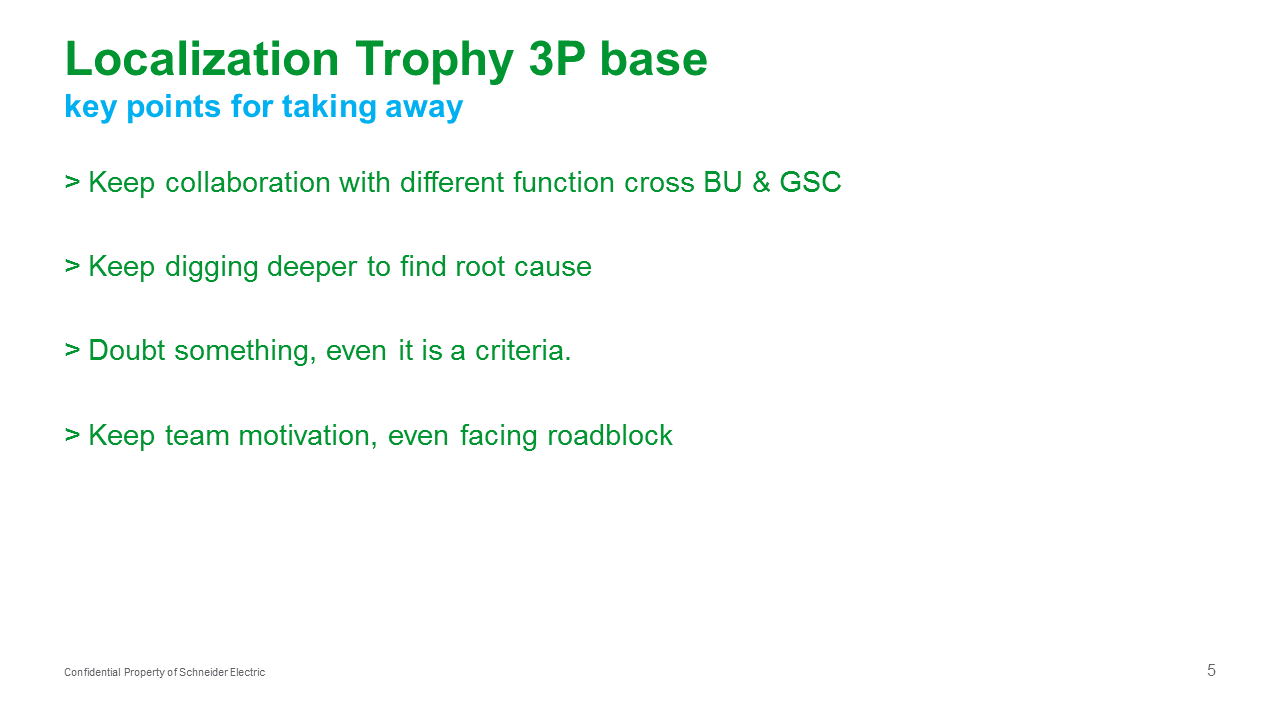 Localization Trophy 3P base
key points for taking away
> Keep collaboration with different function cross BU & GSC
> Keep digging deeper to find root cause
> Doubt something, even it is a criteria.
> Keep team motivation, even facing roadblock
Confidential Property of Schneider Electric
5